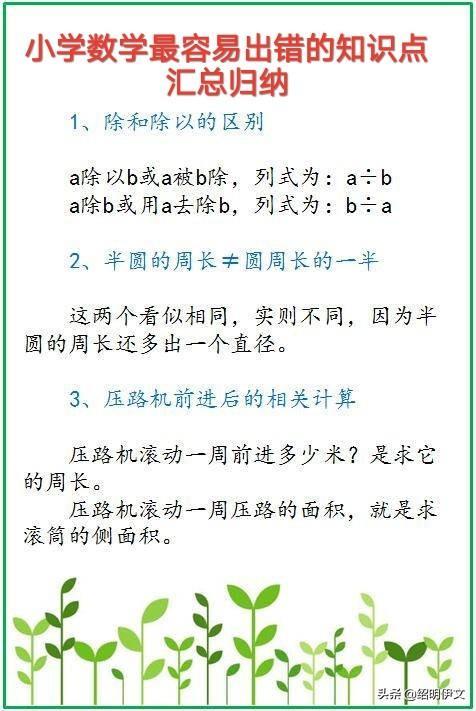 小学数学最容易出错的知识点
汇总归纳
1、除和除以的区别
a除以b或a被b除，列式为：a÷b
a除b或用a去除b，列式为：b÷a
2、半圆的周长≠圆周长的一半
这两个看似相同，实则不同，因为半
圆的周长还多出一个直径。
3、压路机前进后的相关计算
压路机滚动一周前进多少米？是求它
的周长。
压路机滚动一周压路的面积，就是求
滚筒的侧面积。
头条 @绍明伊文